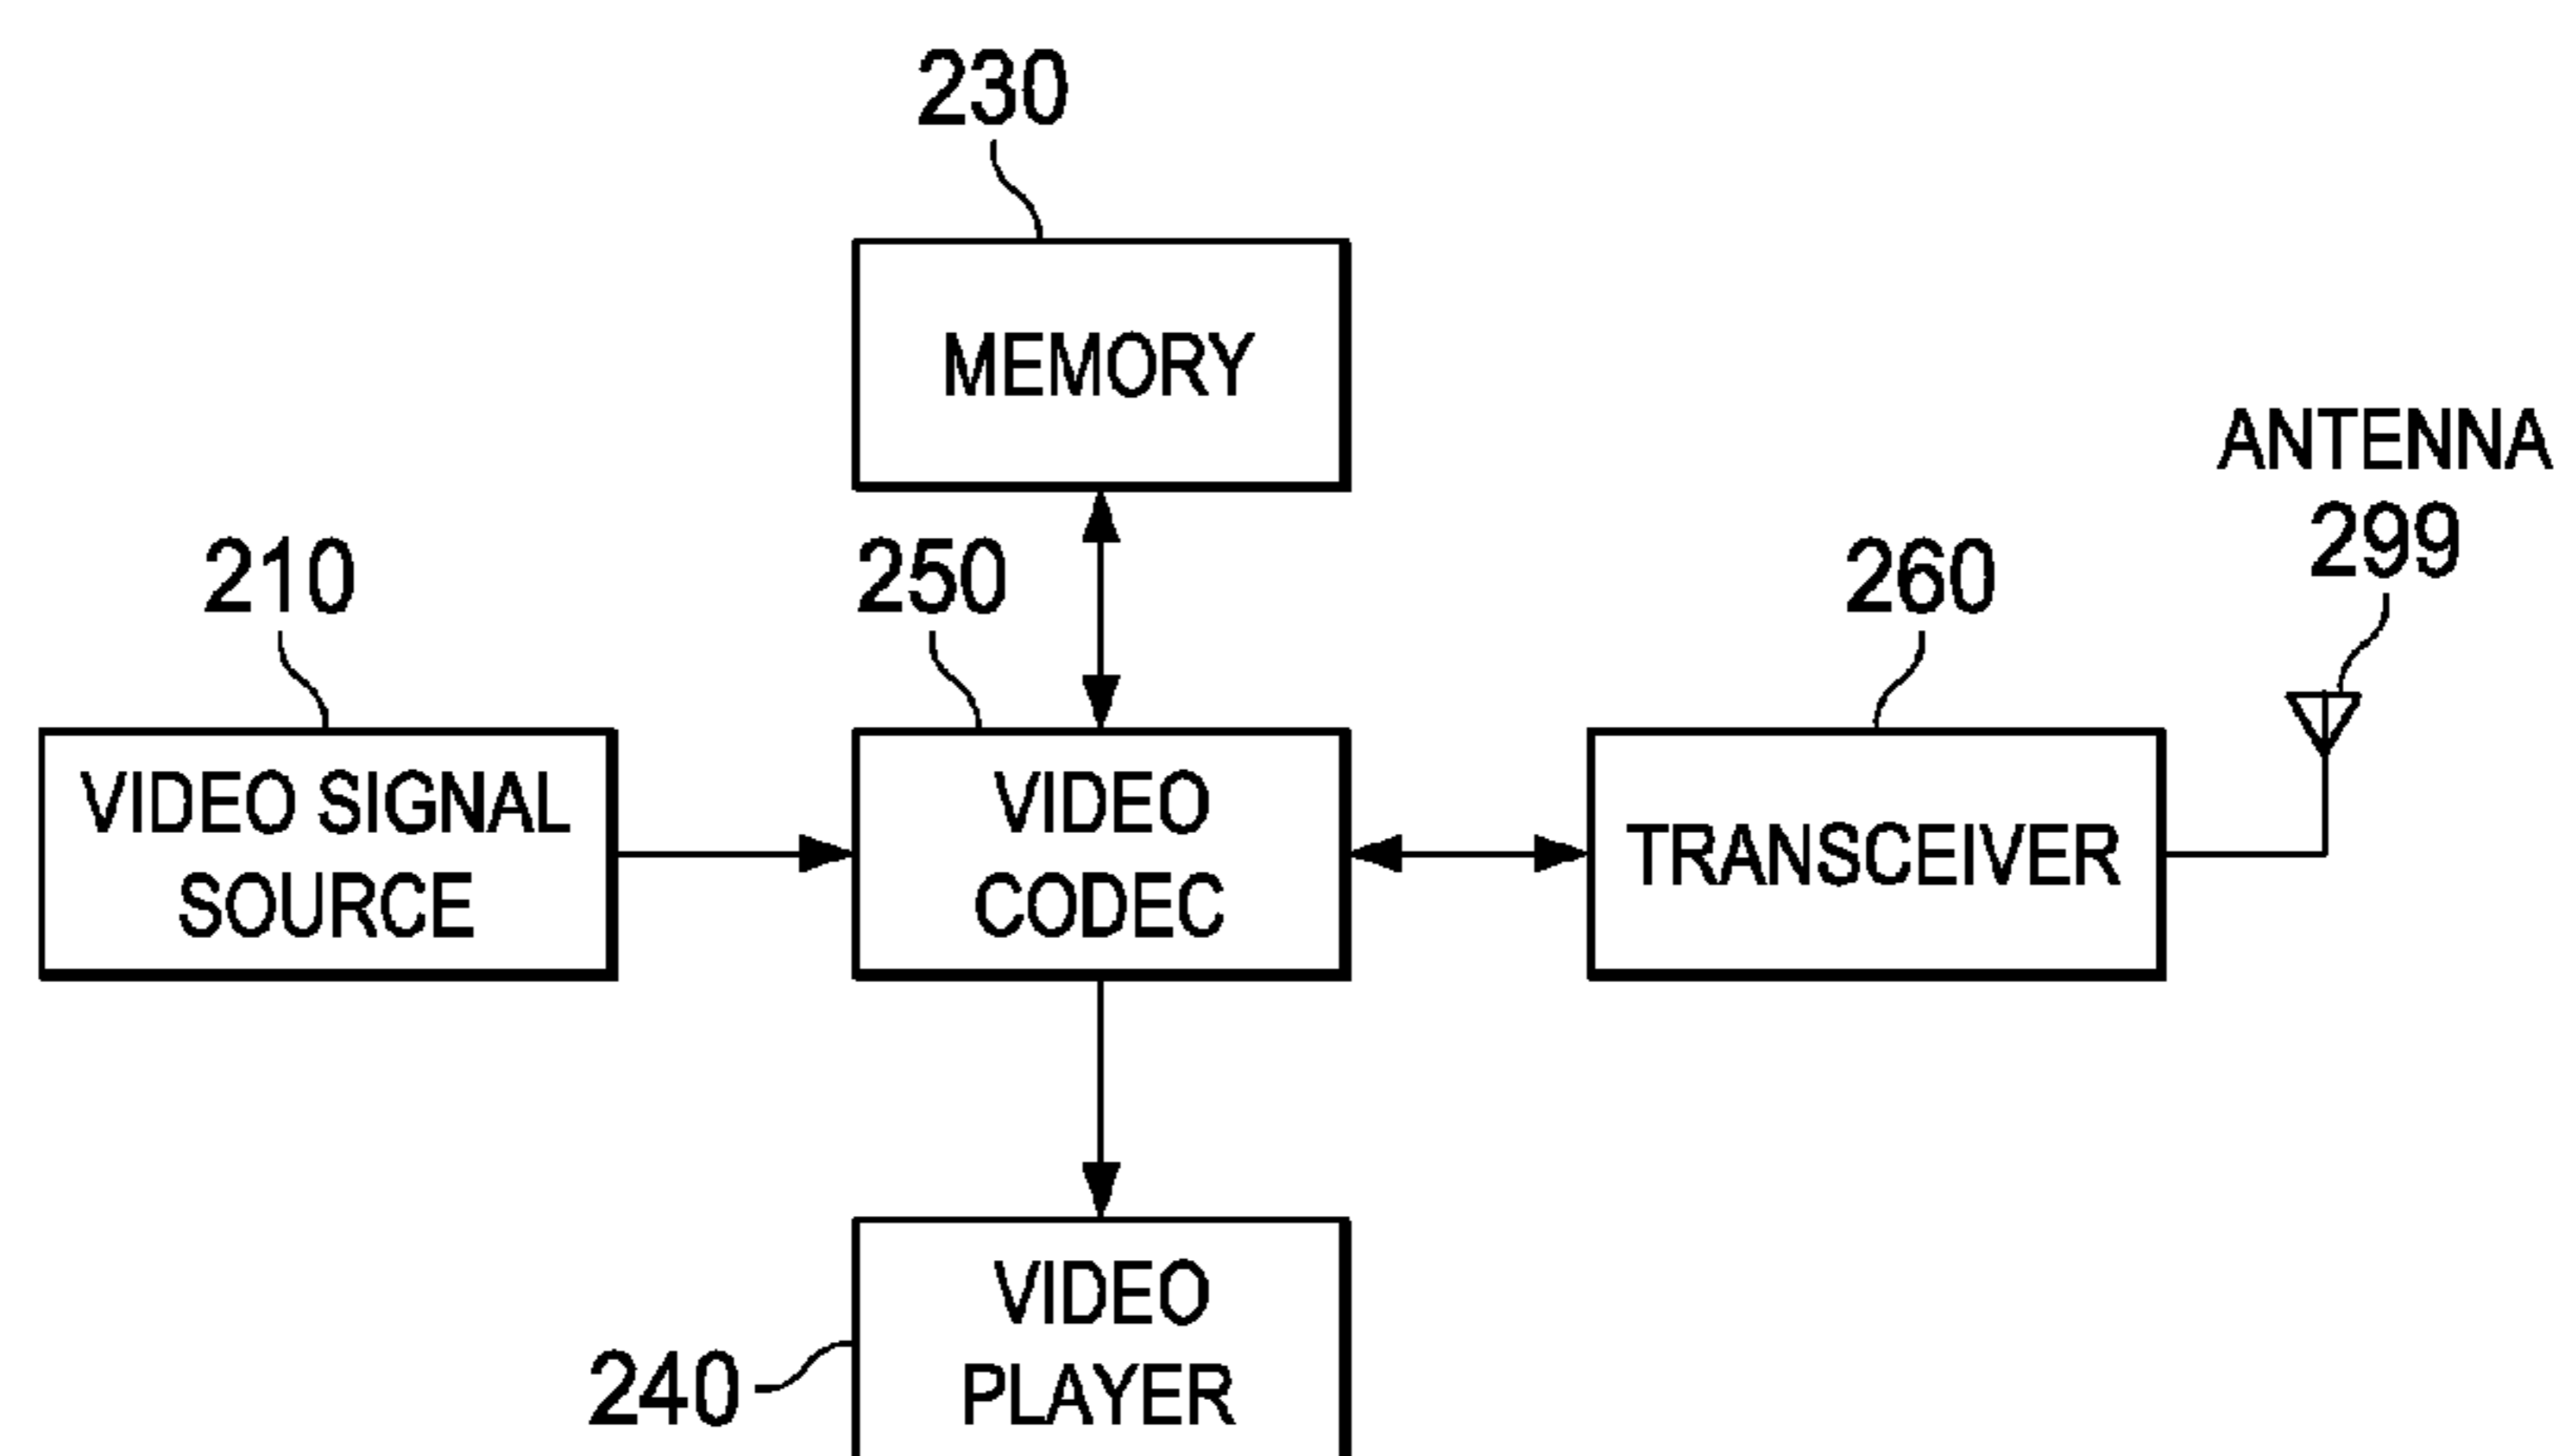 230
MEMORY
ANTENNA
299
210
250
260
VIDEO SIGNAL
SOURCE
VIDEO
CODEC
TRANSCEIVER
VIDEO
PLAYER
240